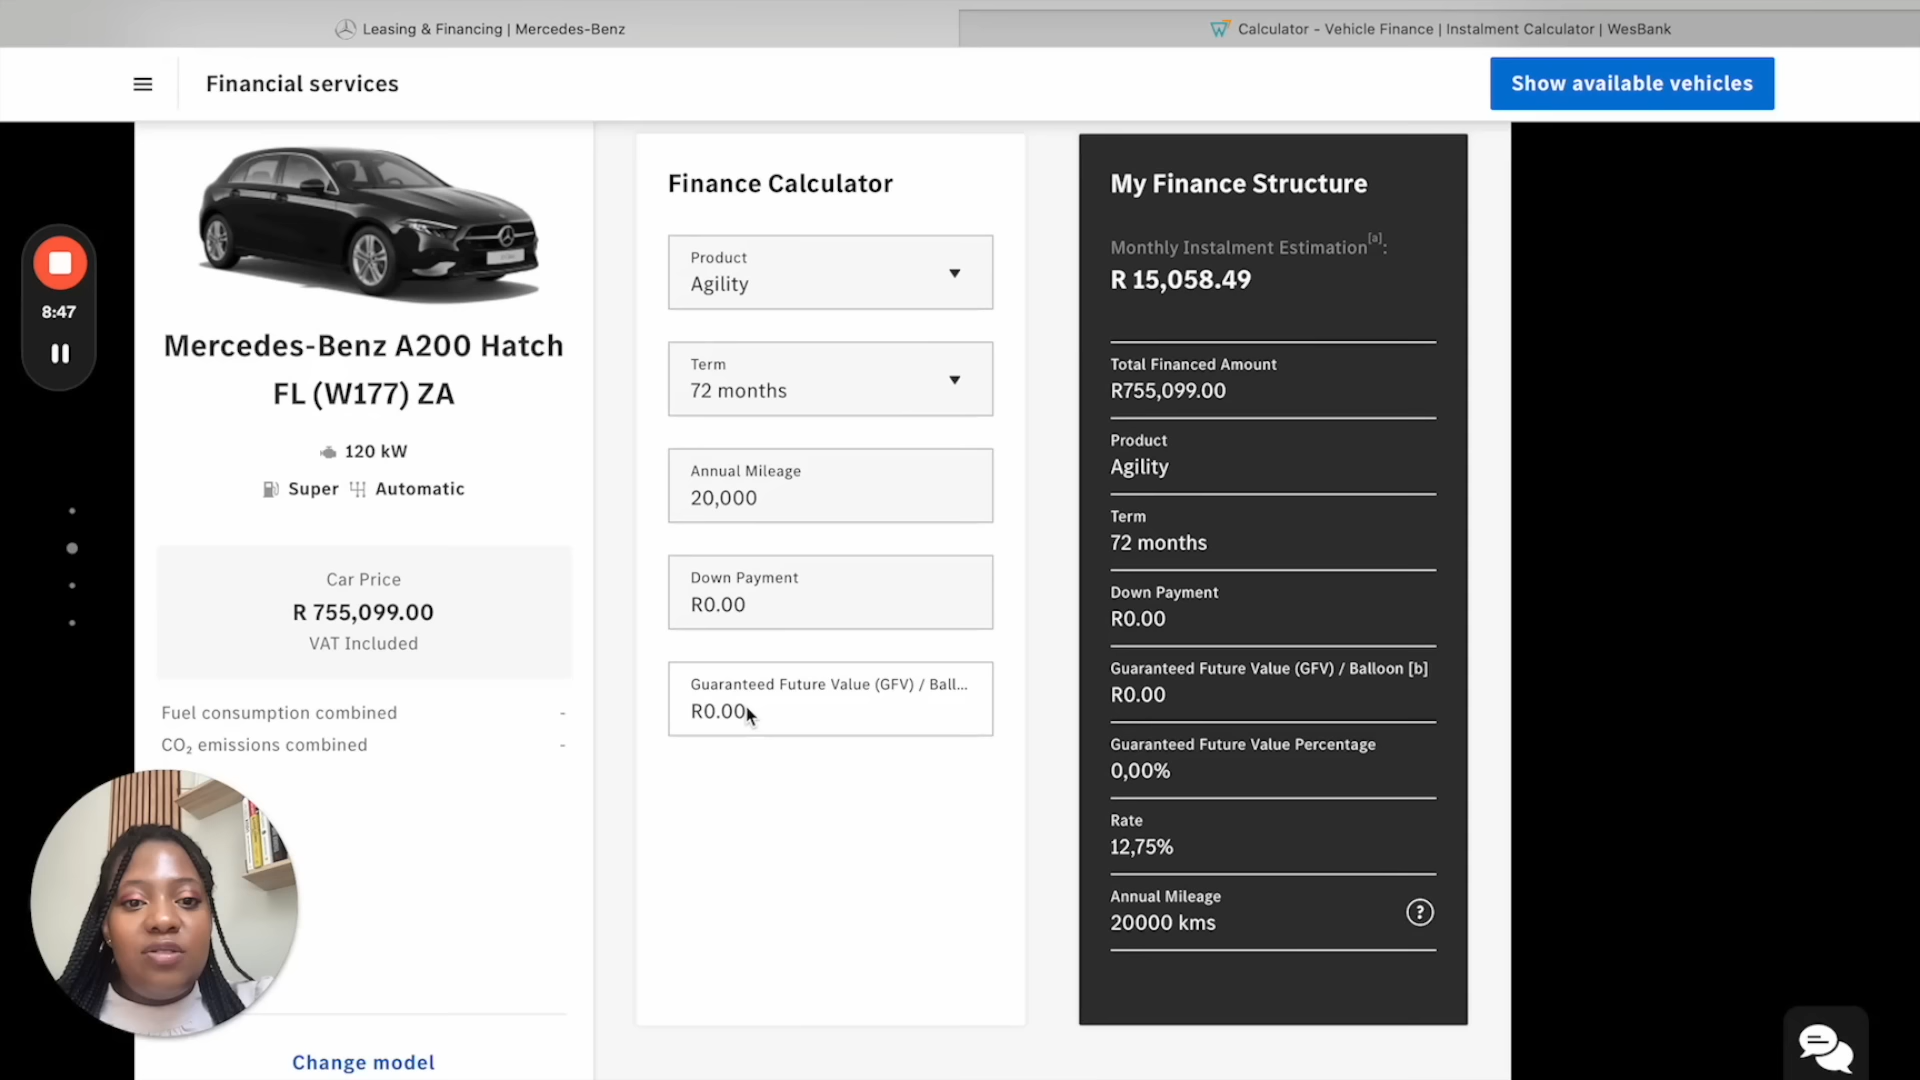 Leasing & Financing | Mercedes-Benz
Calculator - Vehicle Finance | Instalment Calculator | WesBank
Financial services
Show available vehicles
8:47
Mercedes-Benz A200 Hatch
FL (W177) ZA
120 kW
Super Automatic
Car Price
R 755,099.00
VAT Included
Fuel consumption combined -
CO₂ emissions combined -
Change model
Finance Calculator
Product
Agility
Term
72 months
Annual Mileage
20,000
Down Payment
R0.00
Guaranteed Future Value (GFV) / Ball...
R0.00
My Finance Structure
Monthly Instalment Estimation[a]:
R 15,058.49
Total Financed Amount
R755,099.00
Product
Agility
Term
72 months
Down Payment
R0.00
Guaranteed Future Value (GFV) / Balloon [b]
R0.00
Guaranteed Future Value Percentage
0,00%
Rate
12,75%
Annual Mileage
20000 kms
?